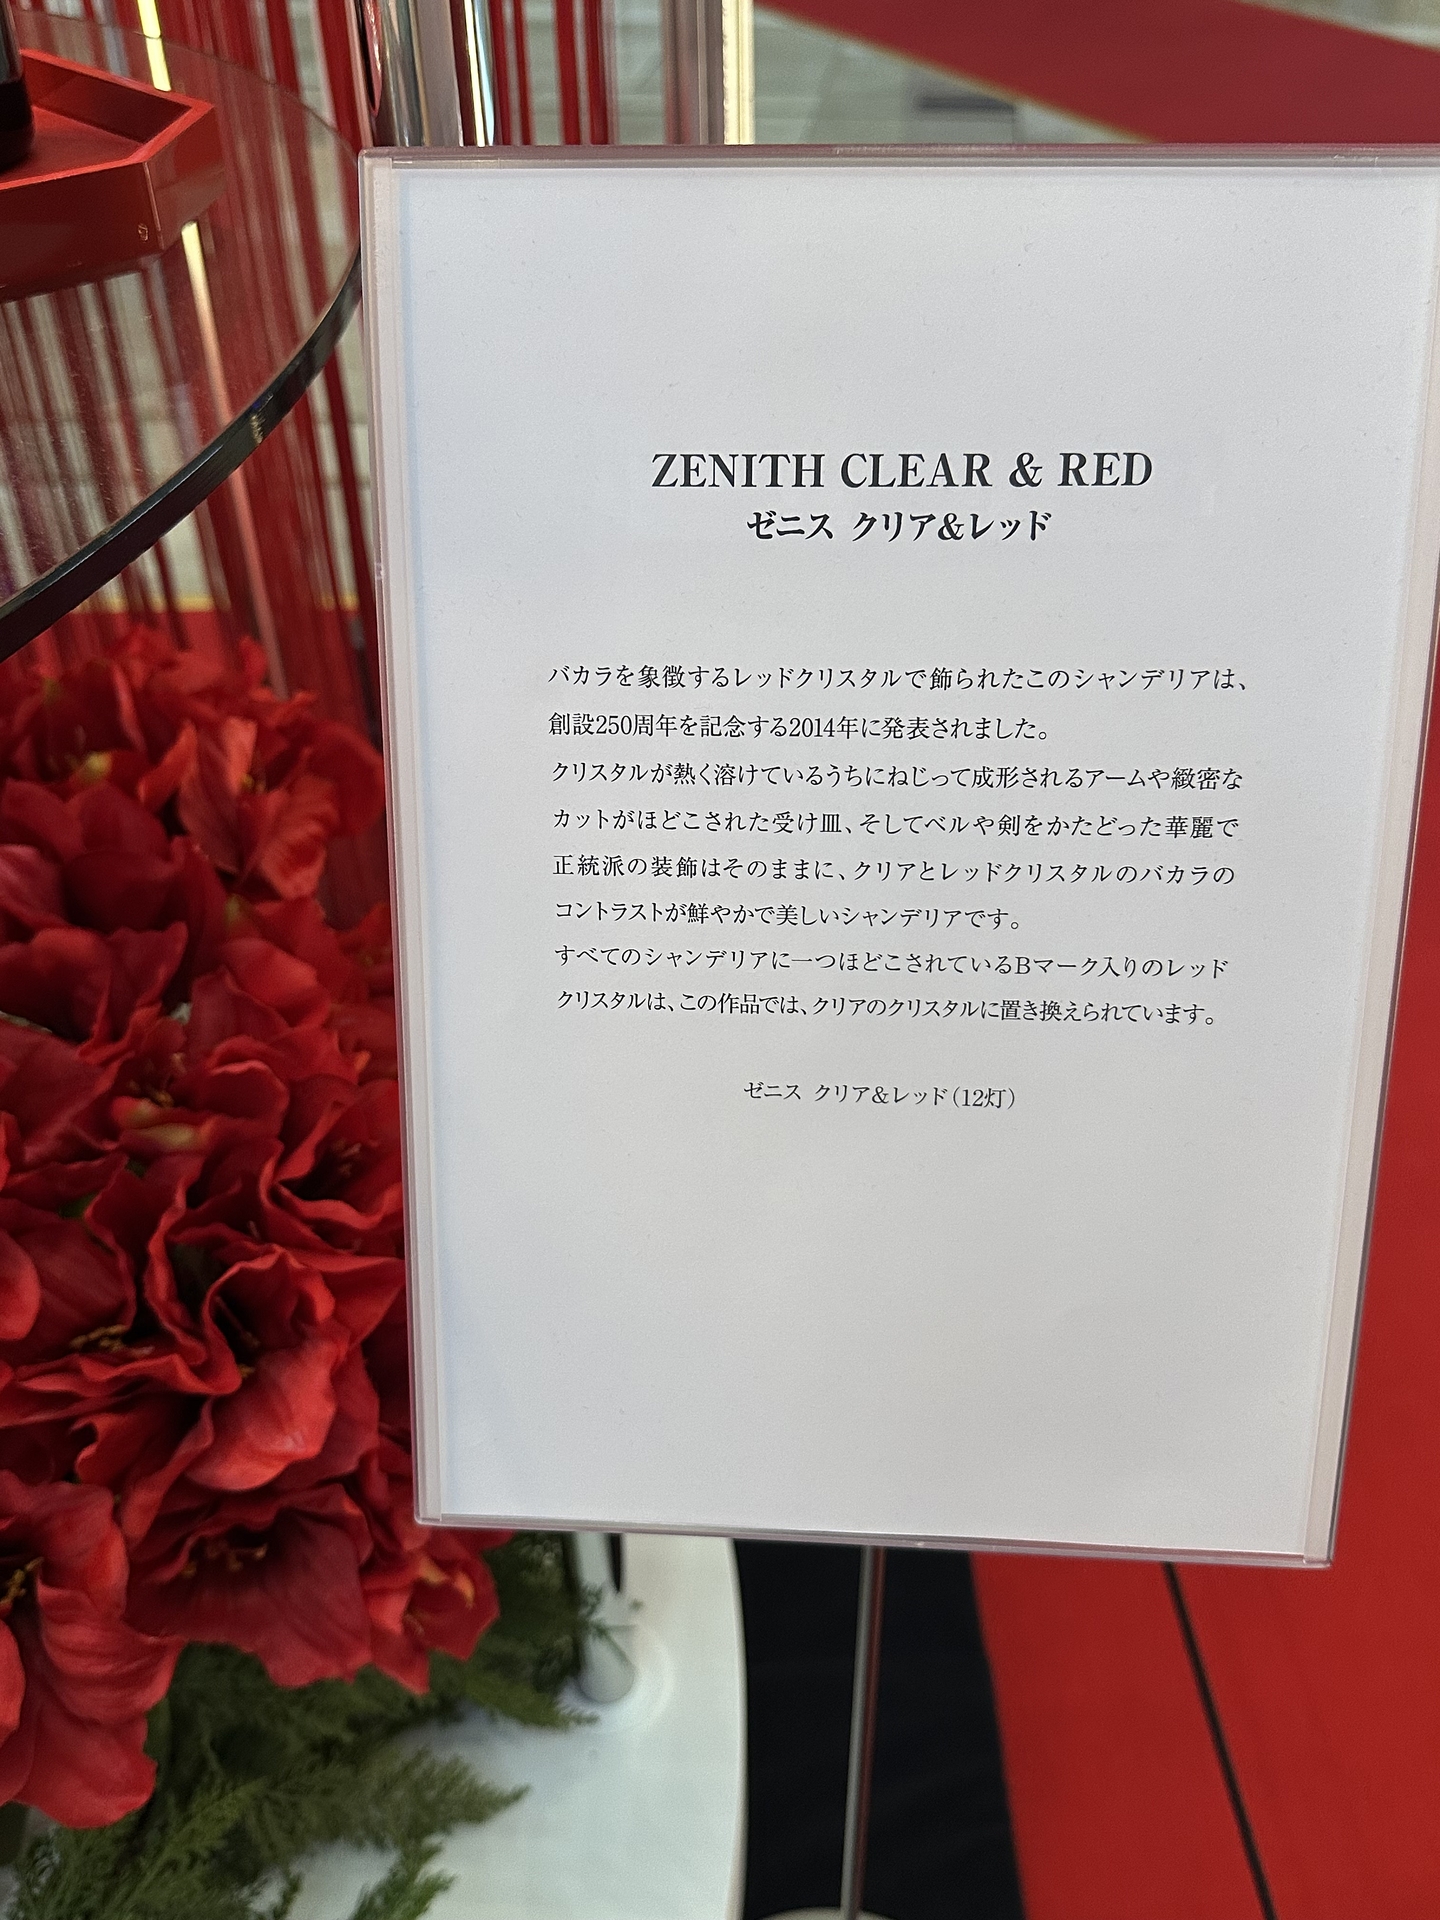 ZENITH CLEAR & RED
ゼニス クリア&レッド
バカラを象徴するレッドクリスタルで飾られたこのシャンデリアは、
創設250周年を記念する2014年に発表されました。
クリスタルが熱く溶けているうちにねじって成形されるアームや緻密な
カットがほどこされた受け皿、そしてベルや剣をかたどった華麗で
正統派の装飾はそのままに、クリアとレッドクリスタルのバカラの
コントラストが鮮やかで美しいシャンデリアです。
すべてのシャンデリアに一つほどこされているBマーク入りのレッド
クリスタルは、この作品では、クリアのクリスタルに置き換えられています。
ゼニス クリア&レッド(12灯)